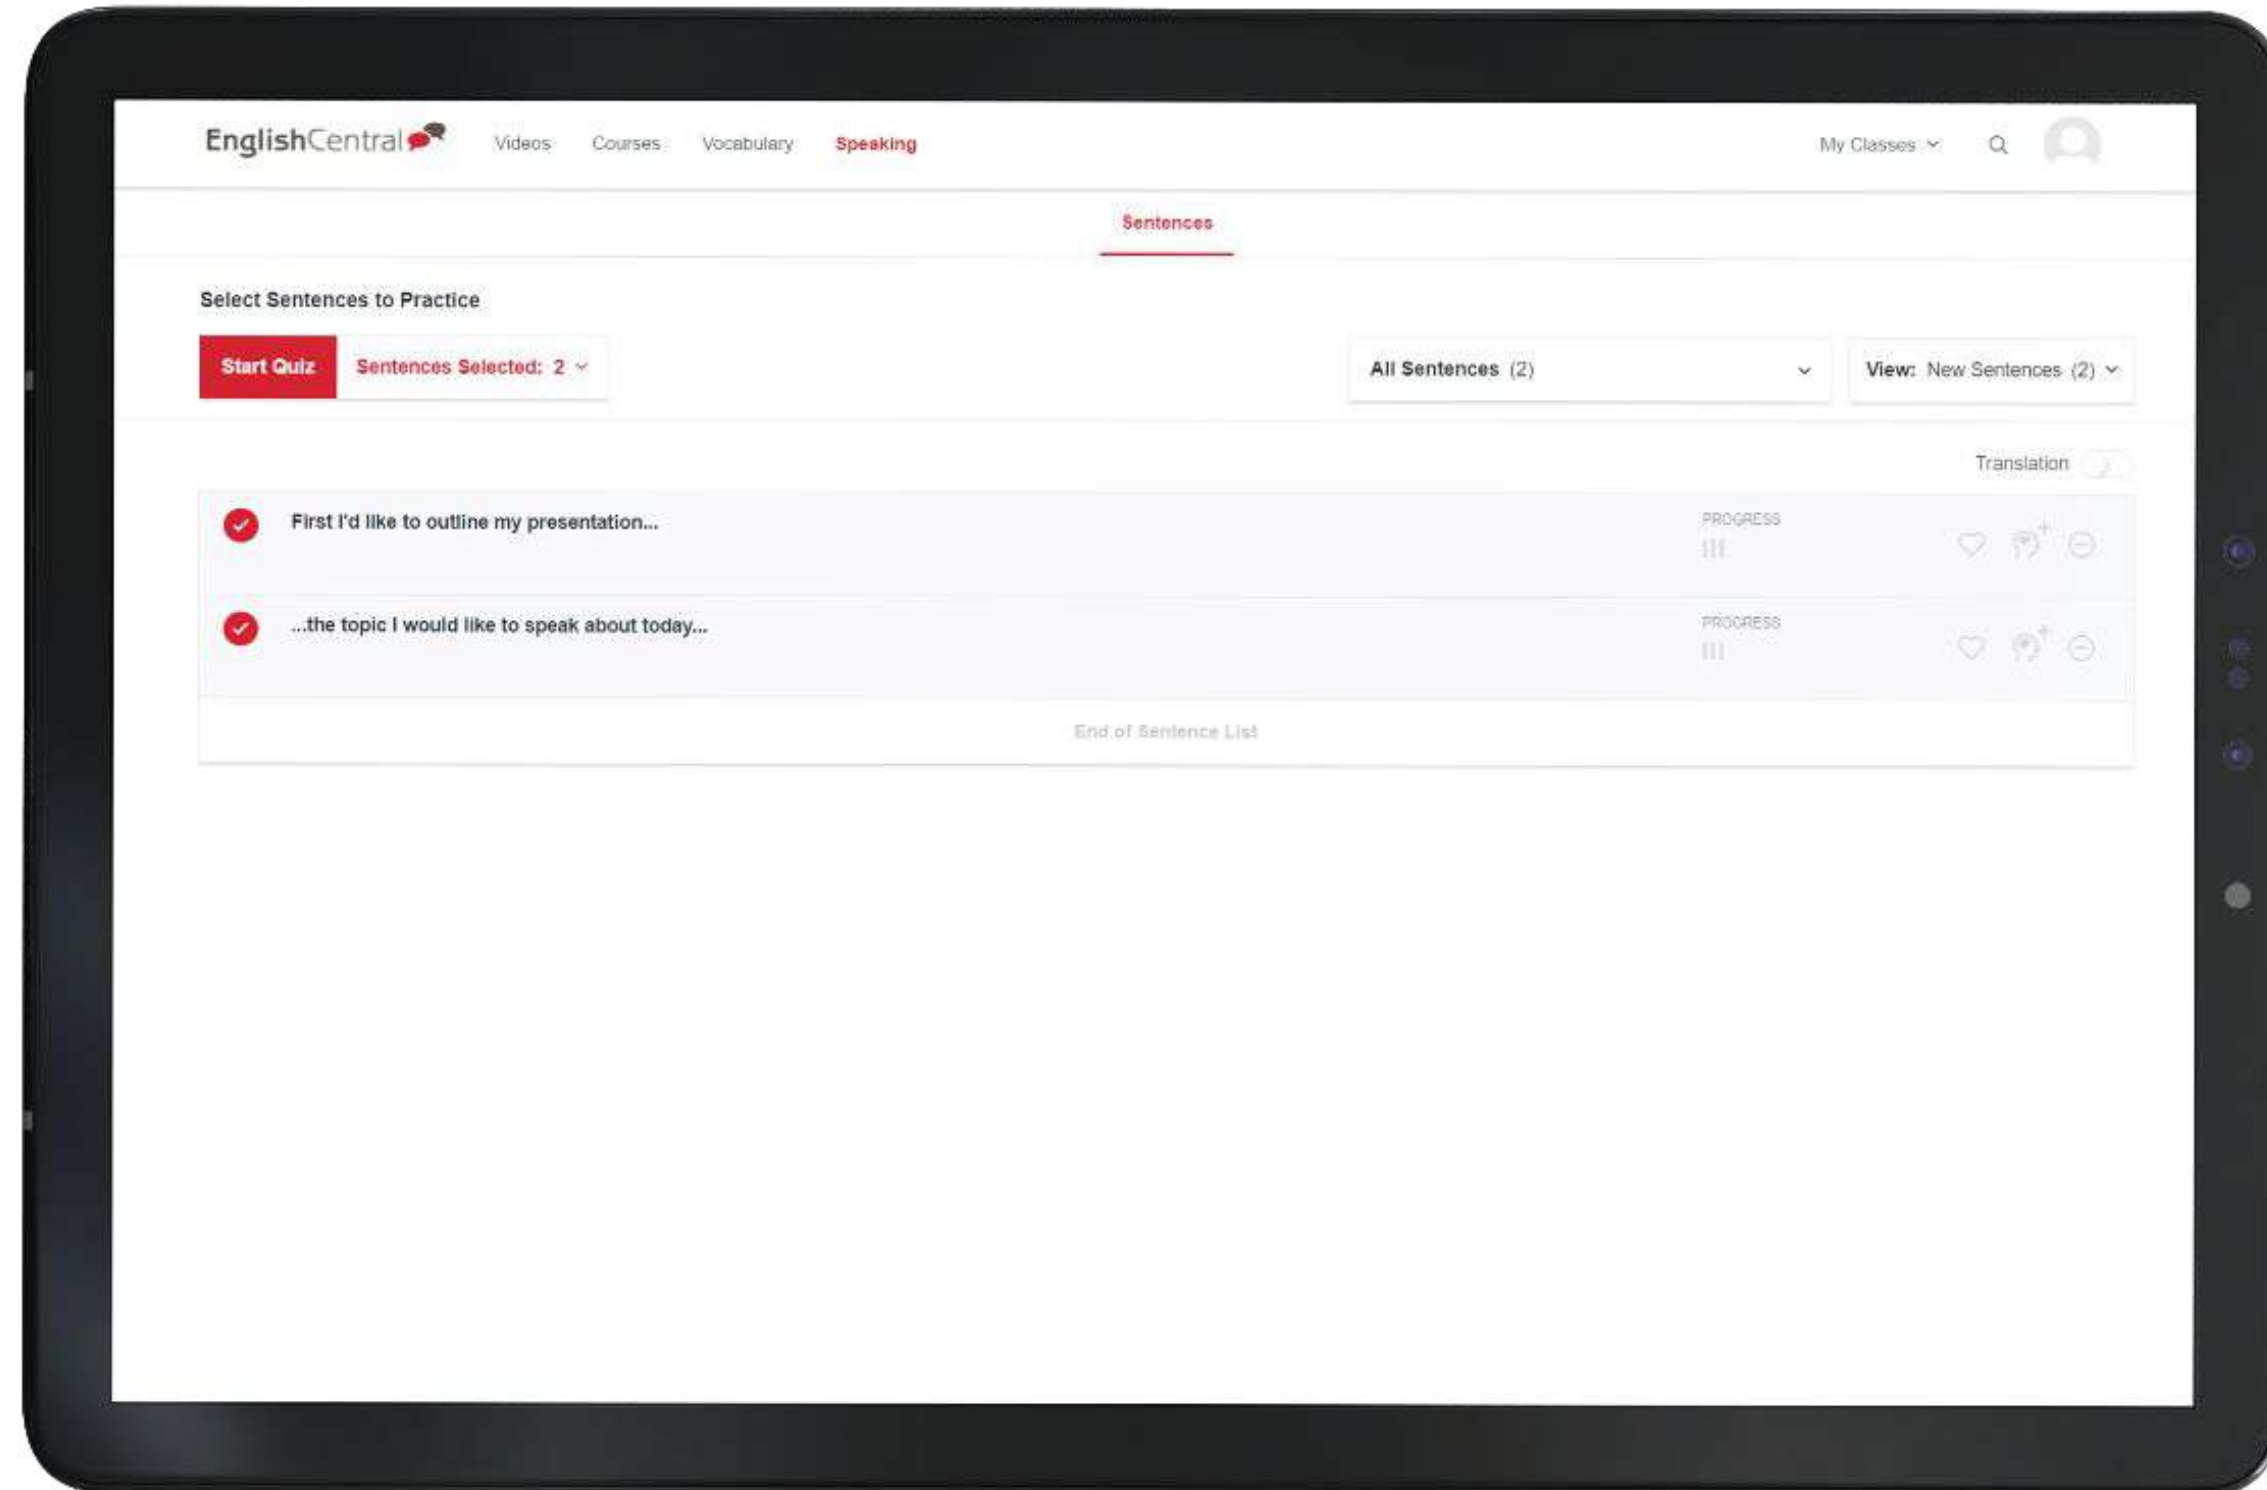 EnglishCentral Videos Courses Vocabulary Speaking My Classes
Sentences
Select Sentences to Practice
Start Quiz Sentences Selected: 2 All Sentences (2) View: New Sentences (2)
Translation
First I'd like to outline my presentation... PROGRESS
...the topic I would like to speak about today... PROGRESS
End of Sentence List